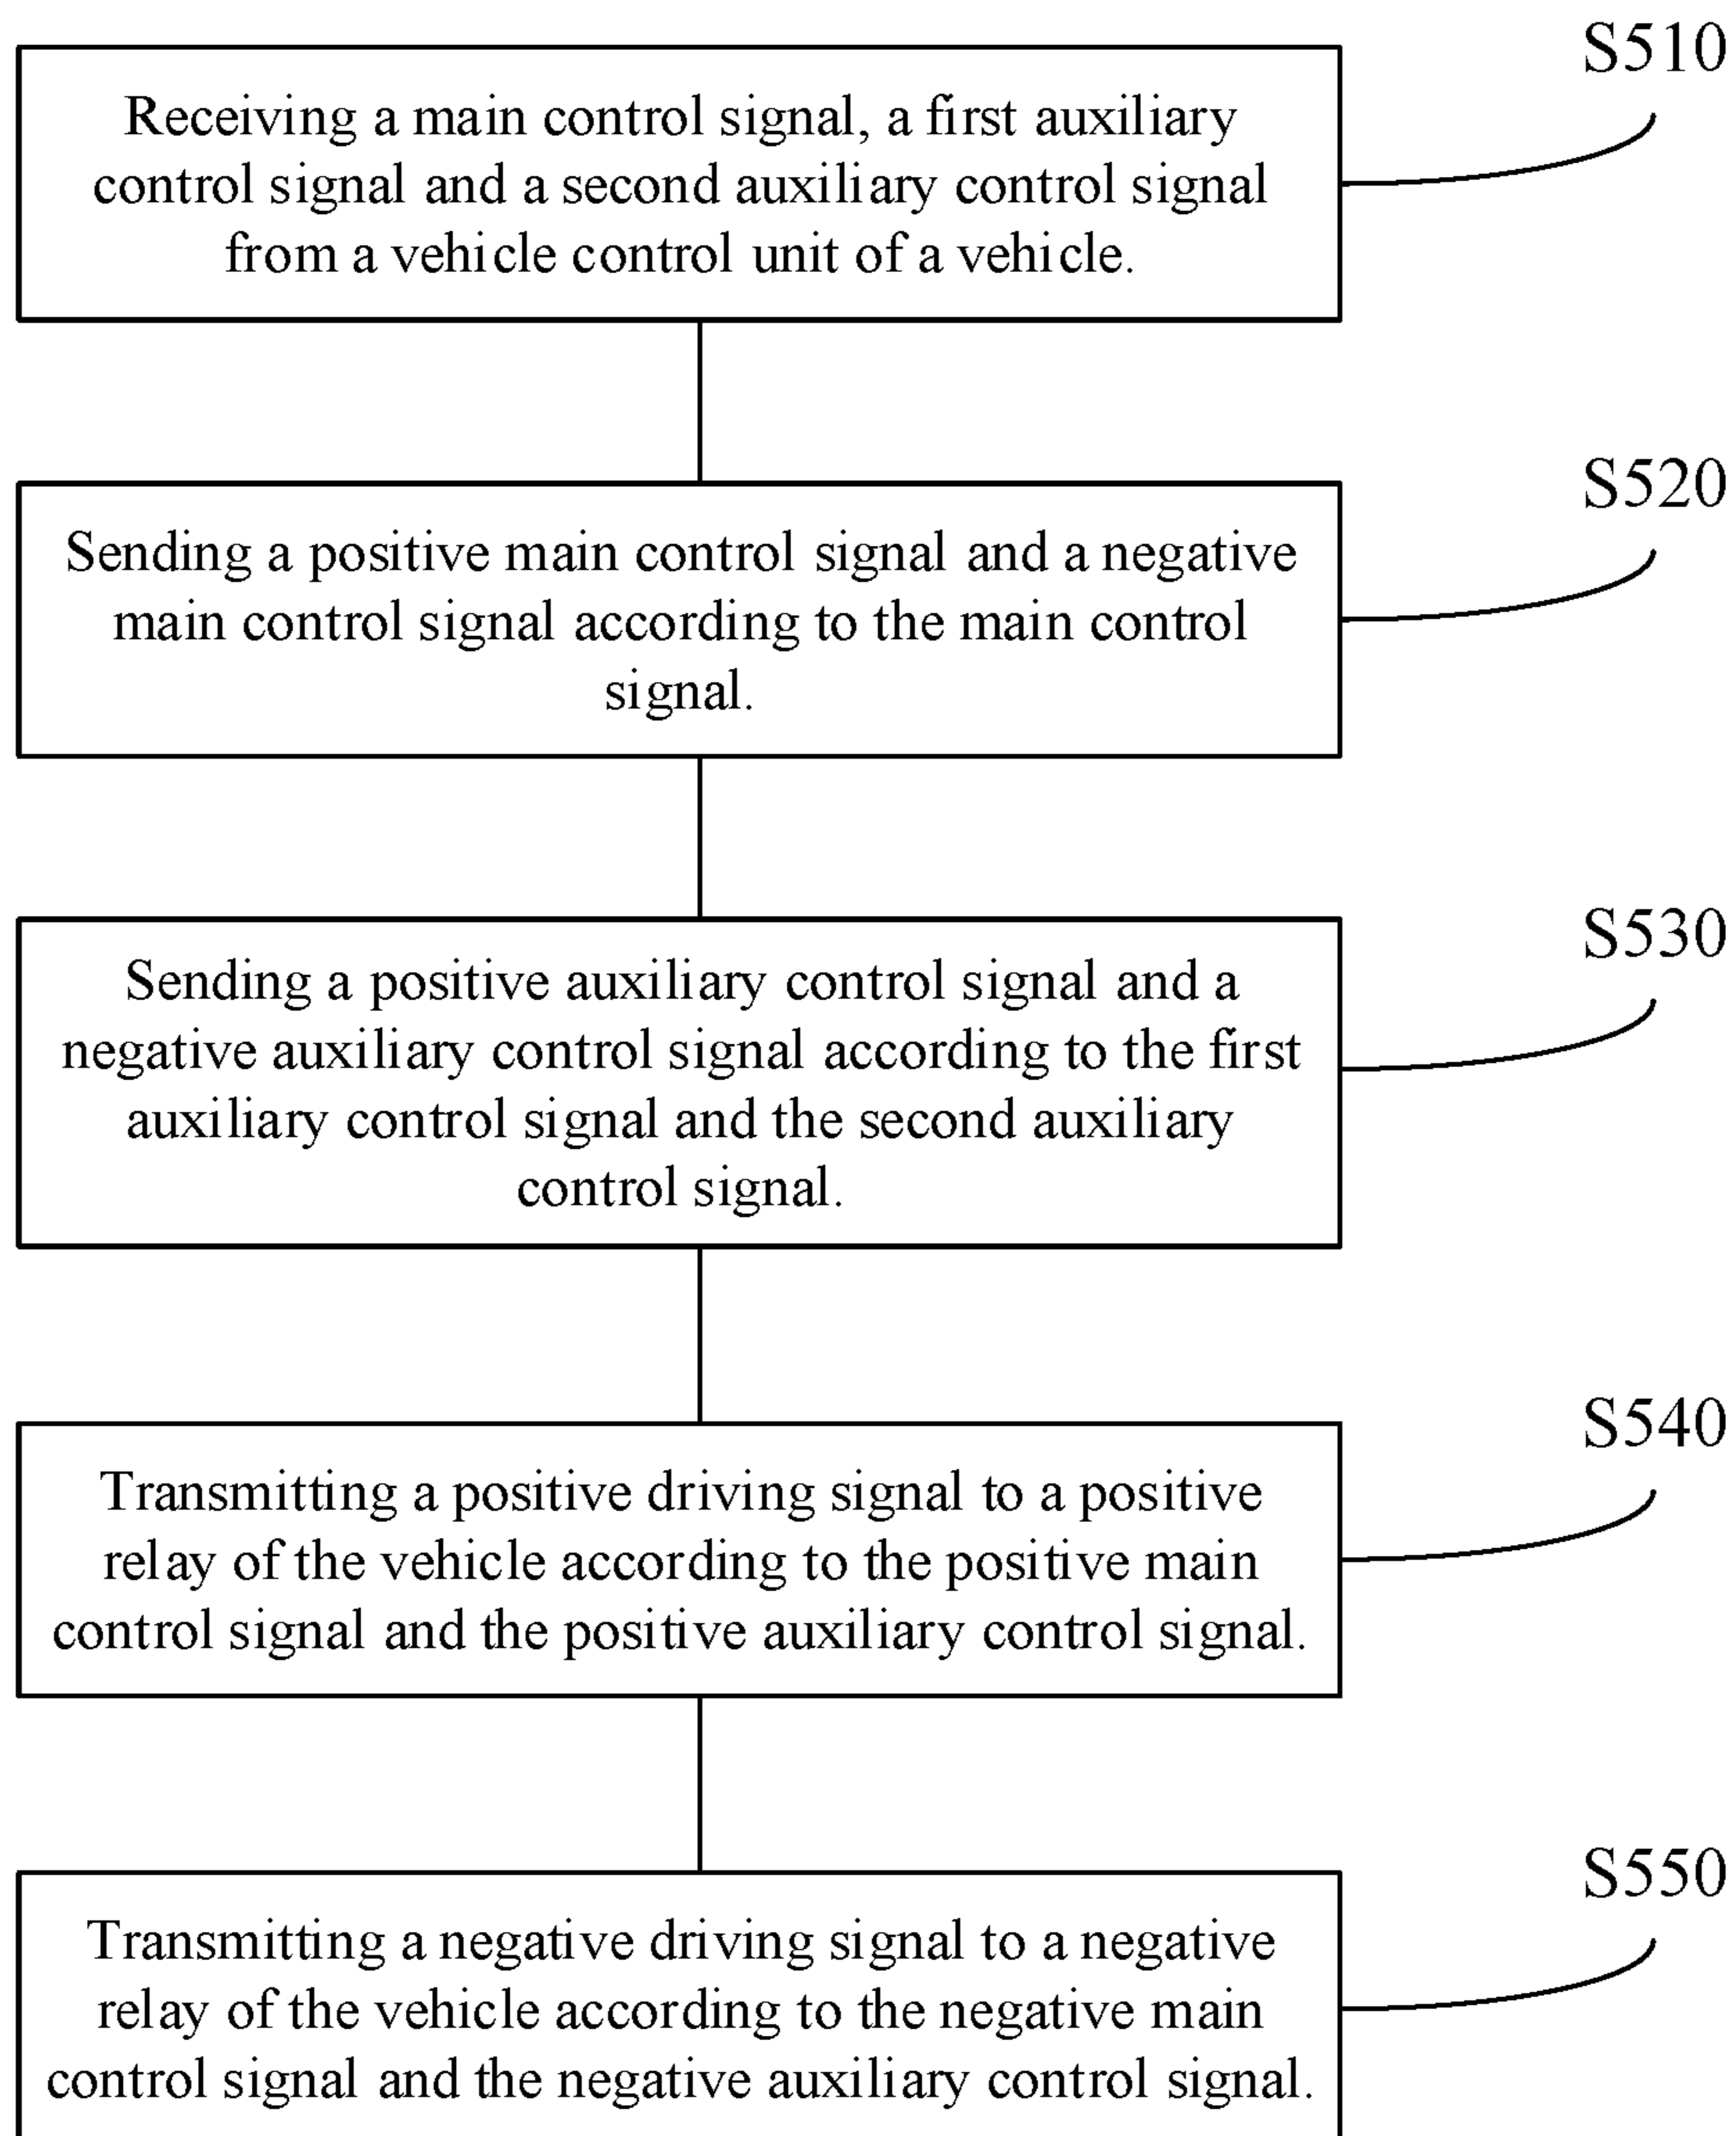 S510
Receiving a main control signal, a first auxiliary
control signal and a second auxiliary control signal
from a vehicle control unit of a vehicle.
S520
Sending a positive main control signal and a negative
main control signal according to the main control
signal.
S530
Sending a positive auxiliary control signal and a
negative auxiliary control signal according to the first
auxiliary control signal and the second auxiliary
control signal.
S540
Transmitting a positive driving signal to a positive
relay of the vehicle according to the positive main
control signal and the positive auxiliary control signal.
S550
Transmitting a negative driving signal to a negative
relay of the vehicle according to the negative main
control signal and the negative auxiliary control signal.